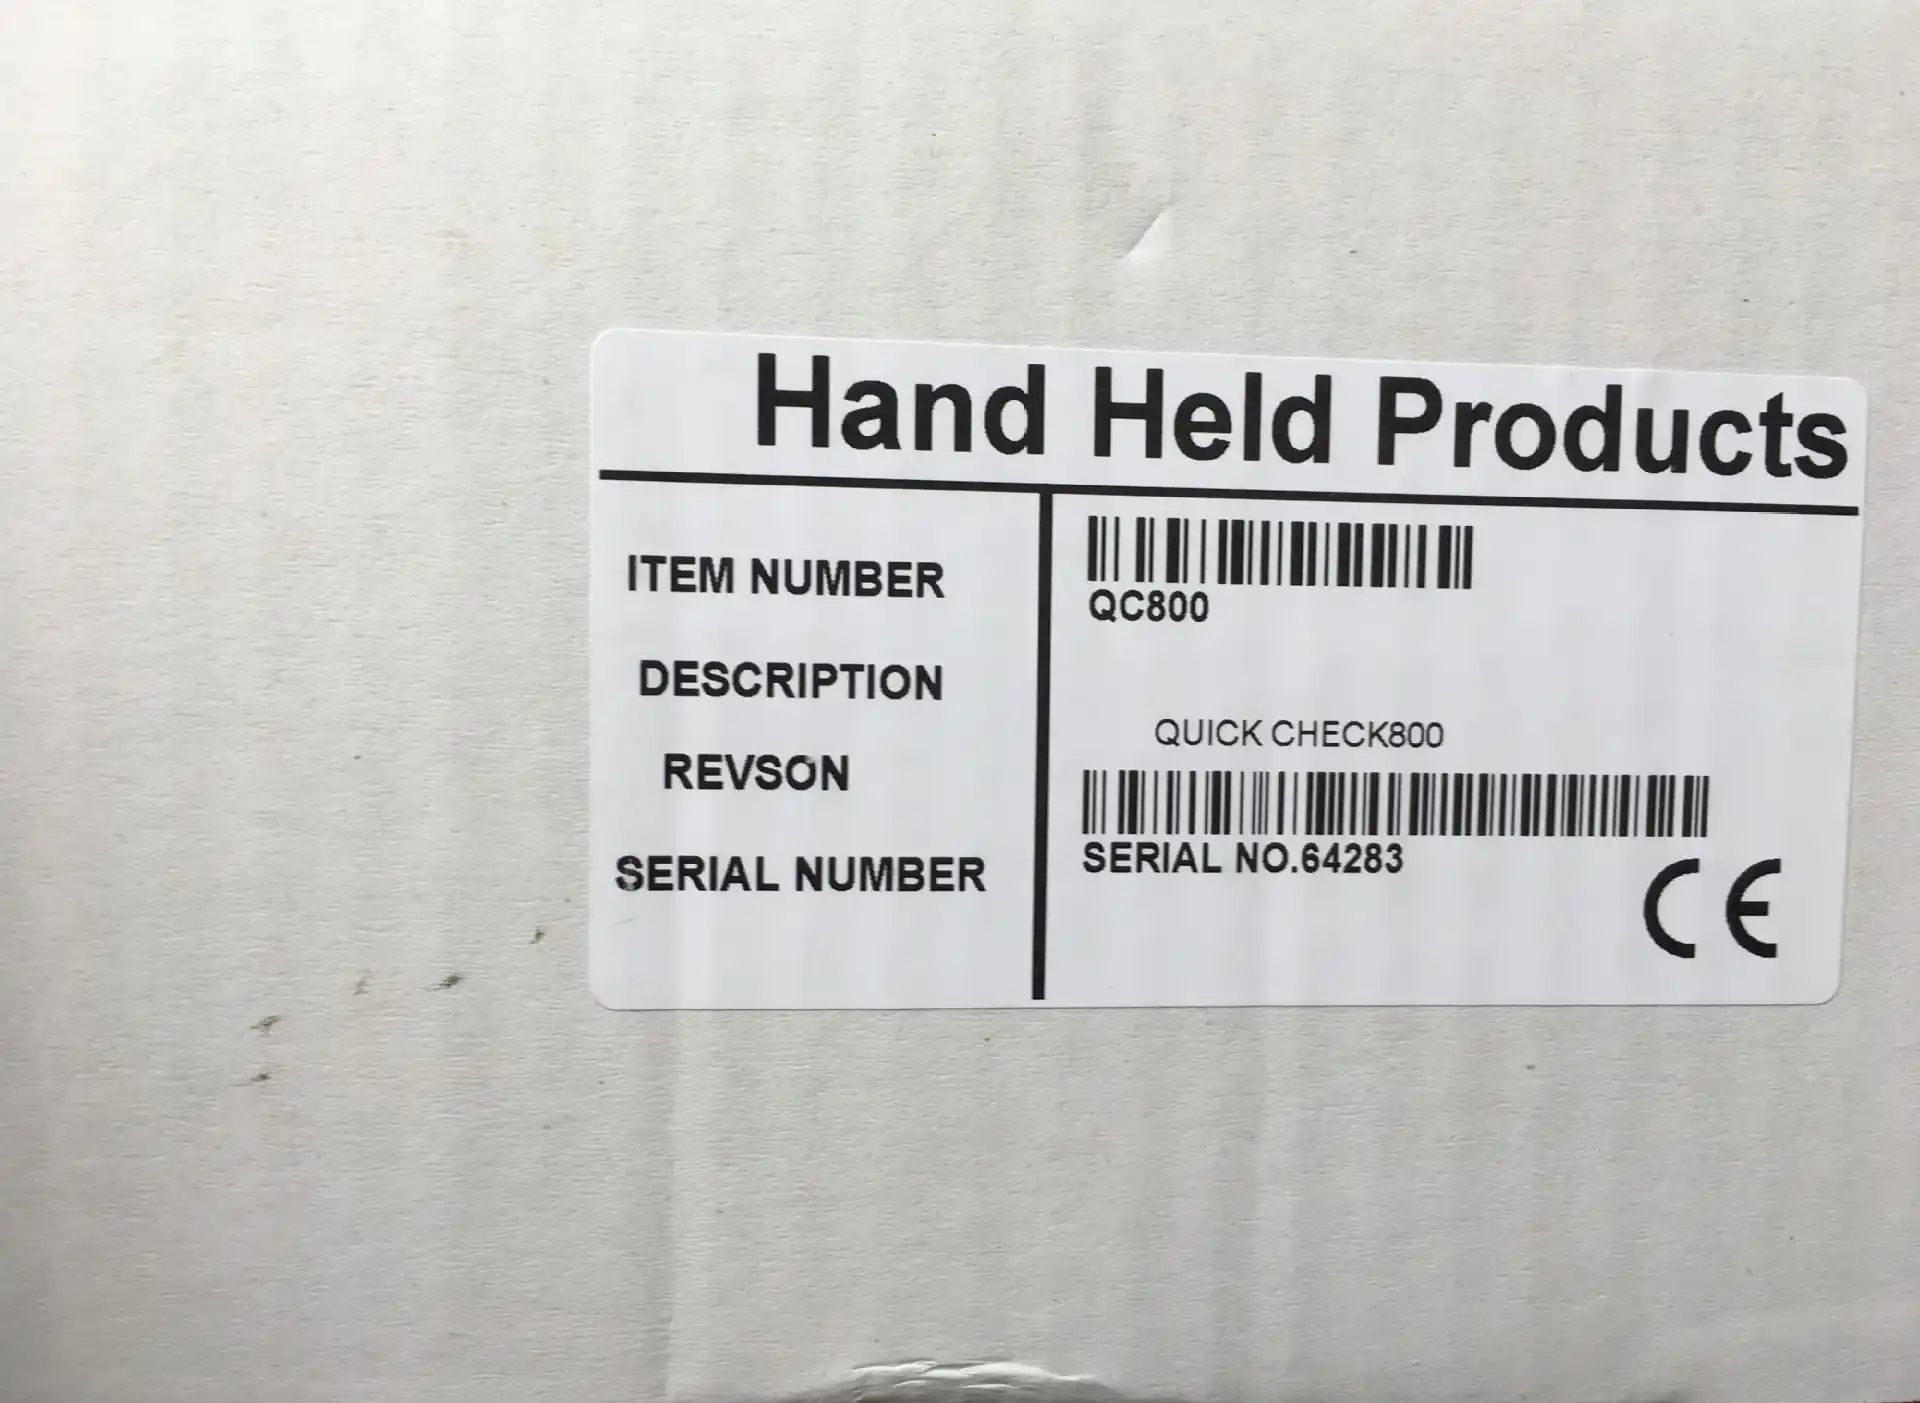 Hand Held Products
ITEM NUMBER
QC800
DESCRIPTION
QUICK CHECK800
REVSON
SERIAL NUMBER
SERIAL NO.64283
CE